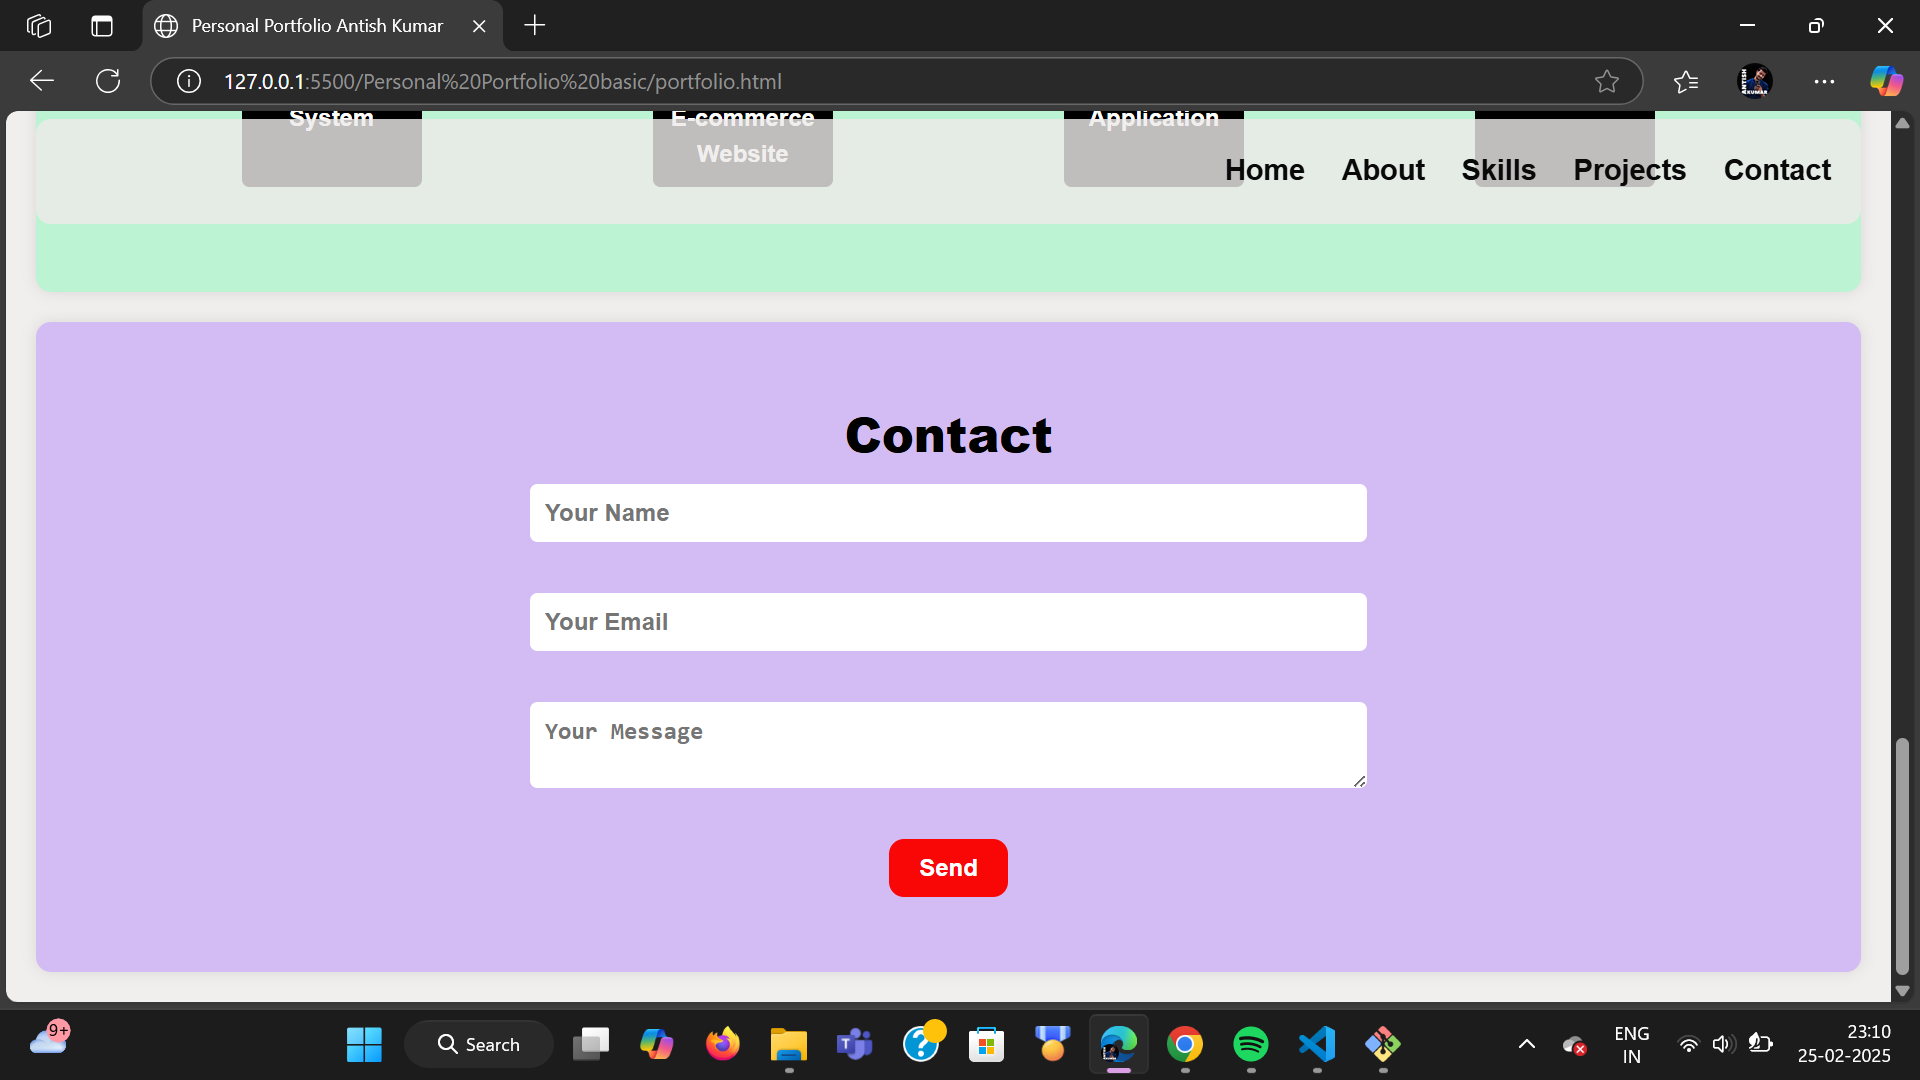 Personal Portfolio Antish Kumar
127.0.0.1:5500/Personal%20Portfolio%20basic/portfolio.html
System
E-commerce
Website
Application
Home About Skills Projects Contact
Contact
Your Name
Your Email
Your Message
Send
9+
Search
ENG
IN
23:10
25-02-2025